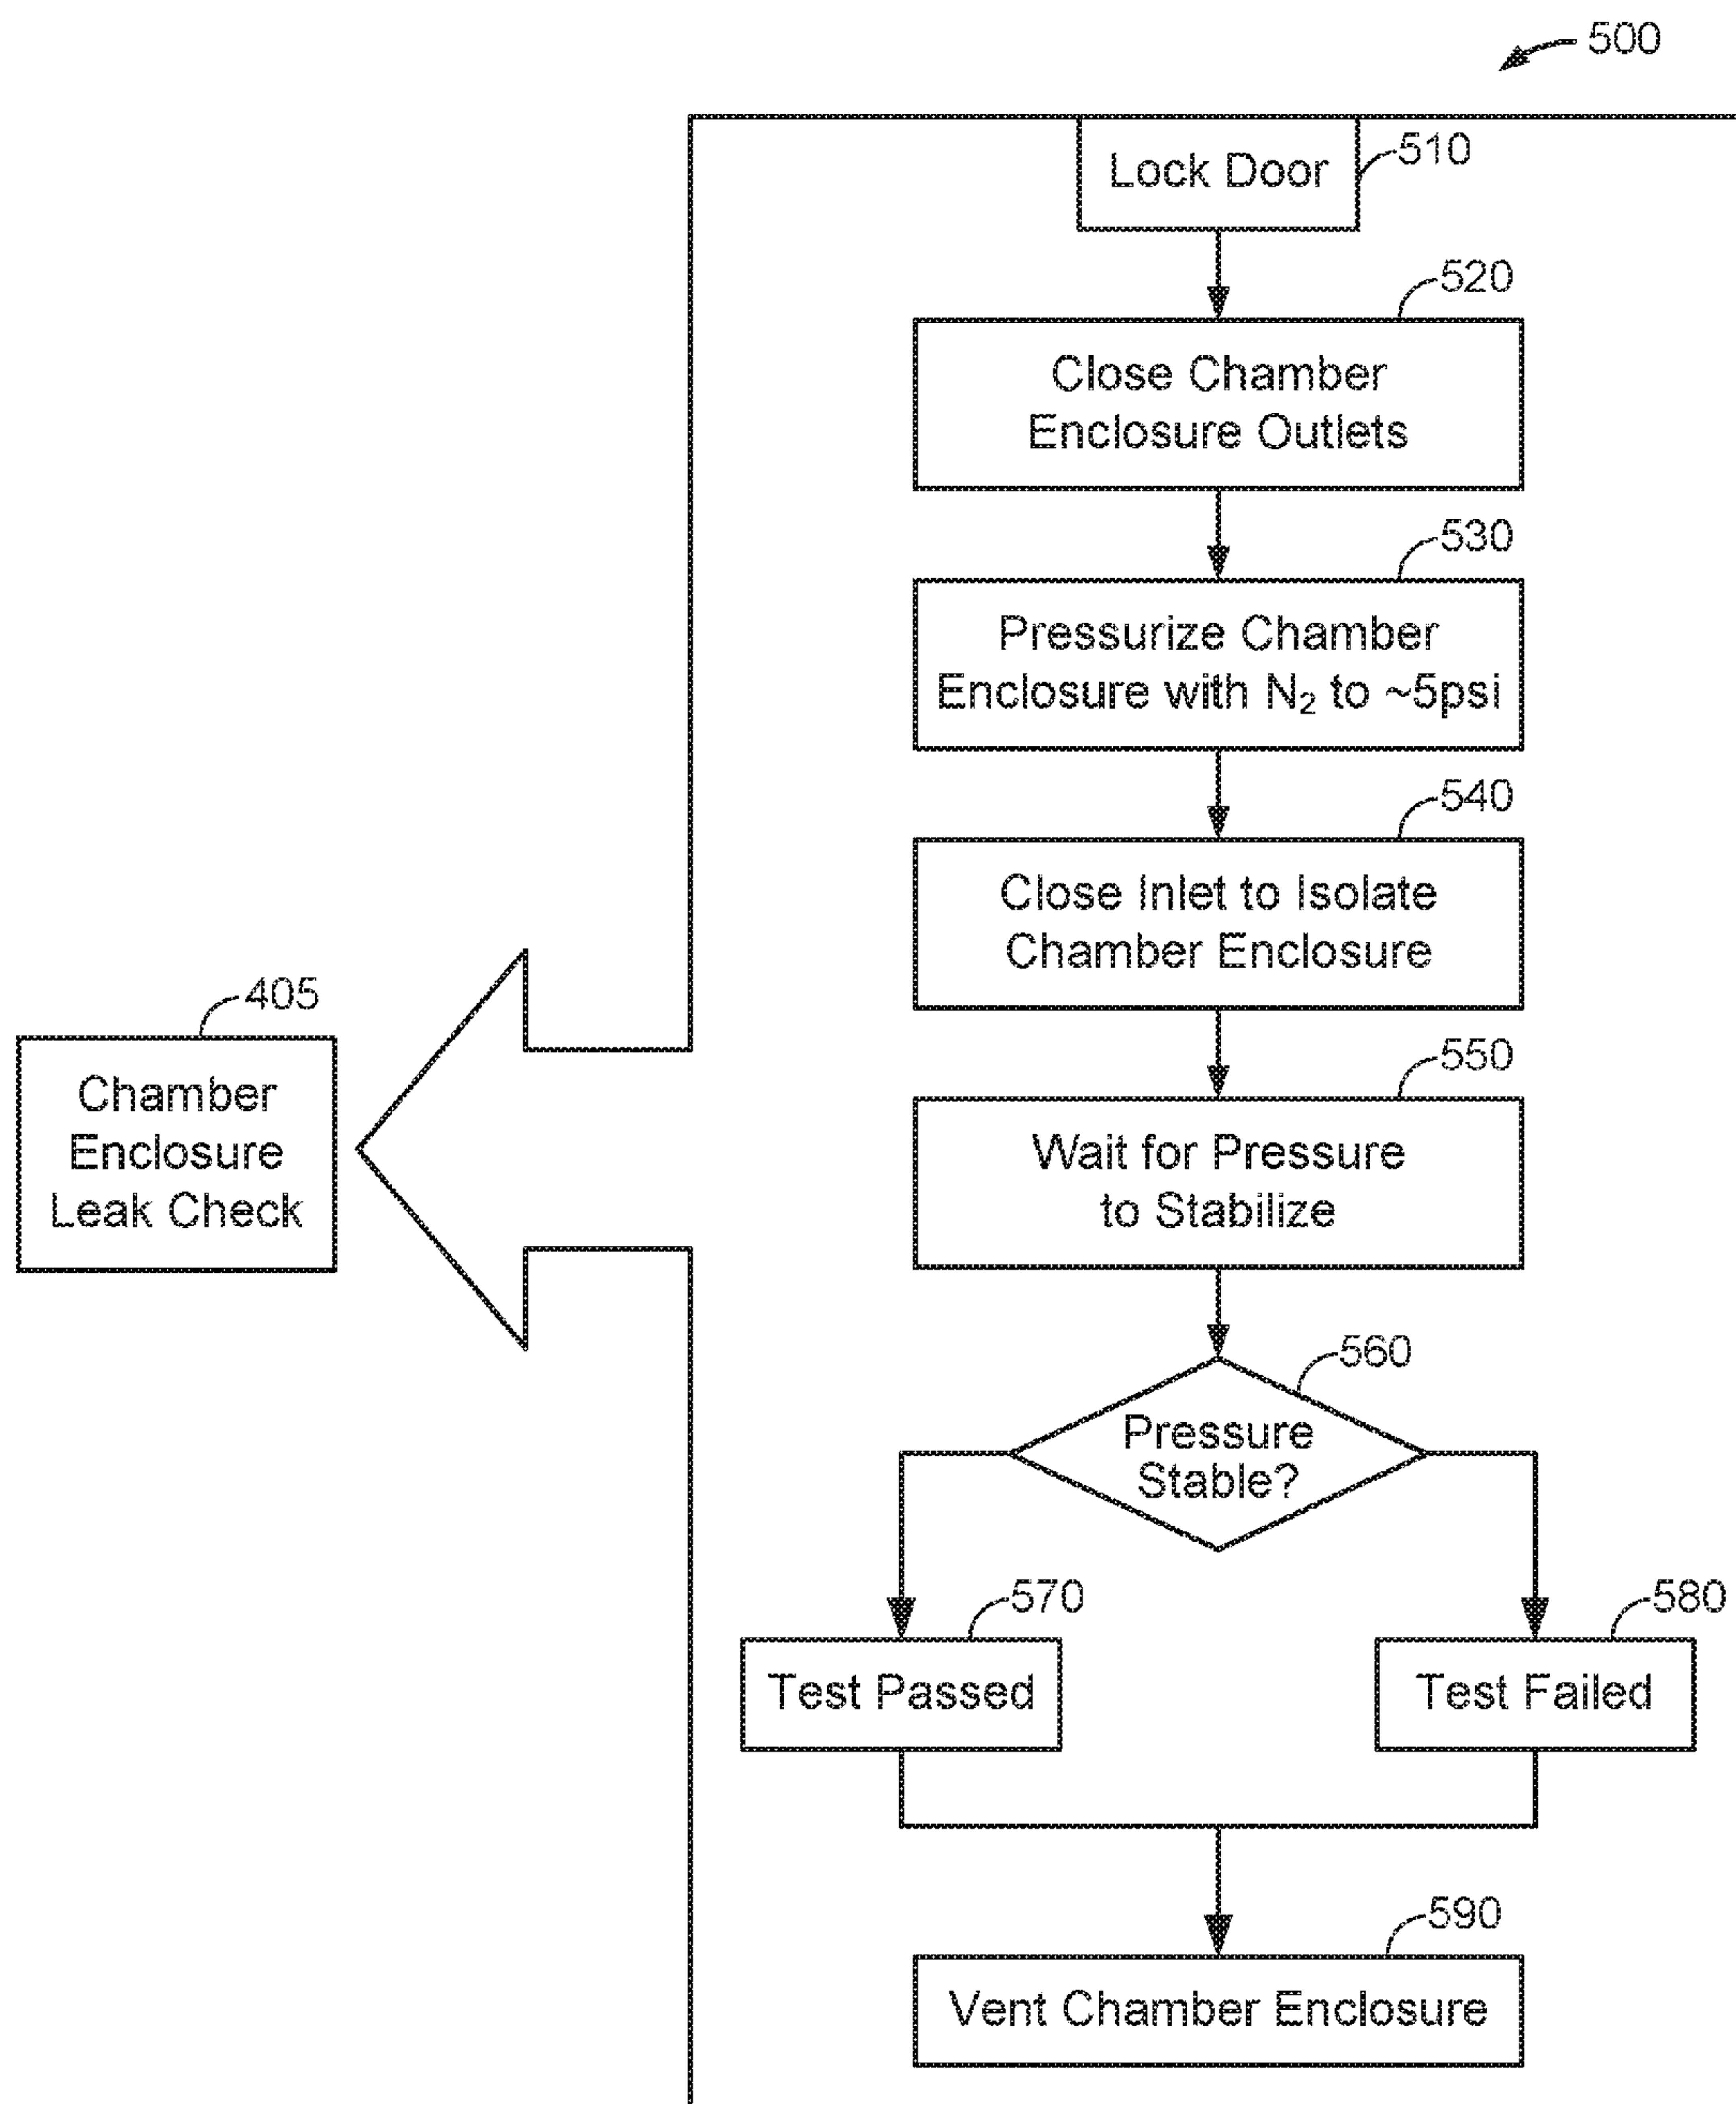 500
Lock Door
510
520
Close Chamber
Enclosure Outlets
530
Pressurize Chamber
Enclosure with N₂ to ~5psi
540
Close Inlet to Isolate
Chamber Enclosure
405
Chamber
Enclosure
Leak Check
550
Wait for Pressure
to Stabilize
560
Pressure
Stable?
570
Test Passed
580
Test Failed
590
Vent Chamber Enclosure